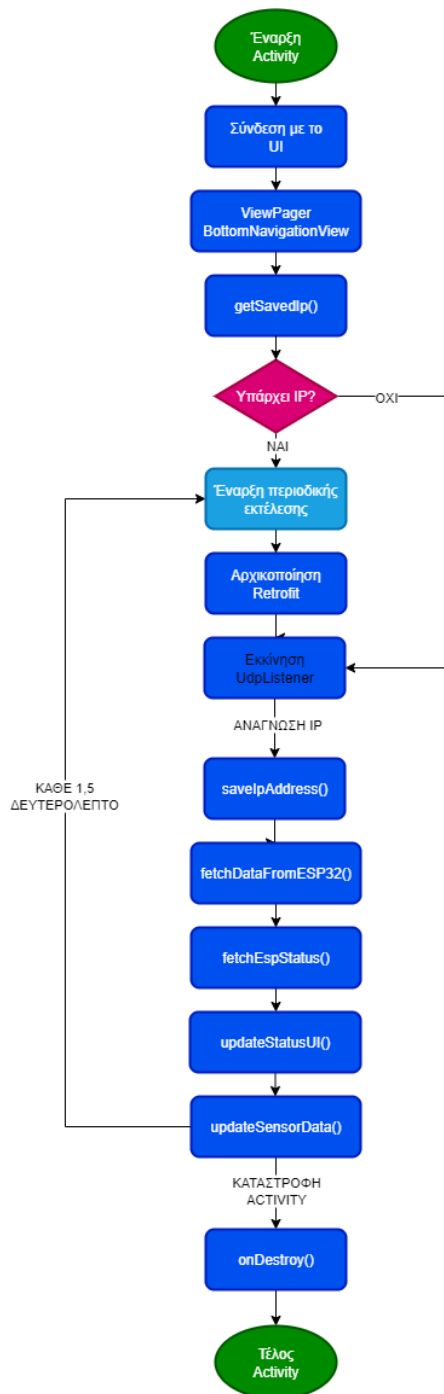 Έναρξη
Activity
Σύνδεση με το
UI
ViewPager
BottomNavigationView
getSavedIp()
Υπάρχει IP?
ΟΧΙ
ΝΑΙ
Έναρξη περιοδικής
εκτέλεσης
Αρχικοποίηση
Retrofit
Εκκίνηση
UdpListener
ΑΝΑΓΝΩΣΗ IP
saveIpAddress()
ΚΑΘΕ 1,5
ΔΕΥΤΕΡΟΛΕΠΤΟ
fetchDataFromESP32()
fetchEspStatus()
updateStatusUI()
updateSensorData()
ΚΑΤΑΣΤΡΟΦΗ
ACTIVITY
onDestroy()
Τέλος
Activity